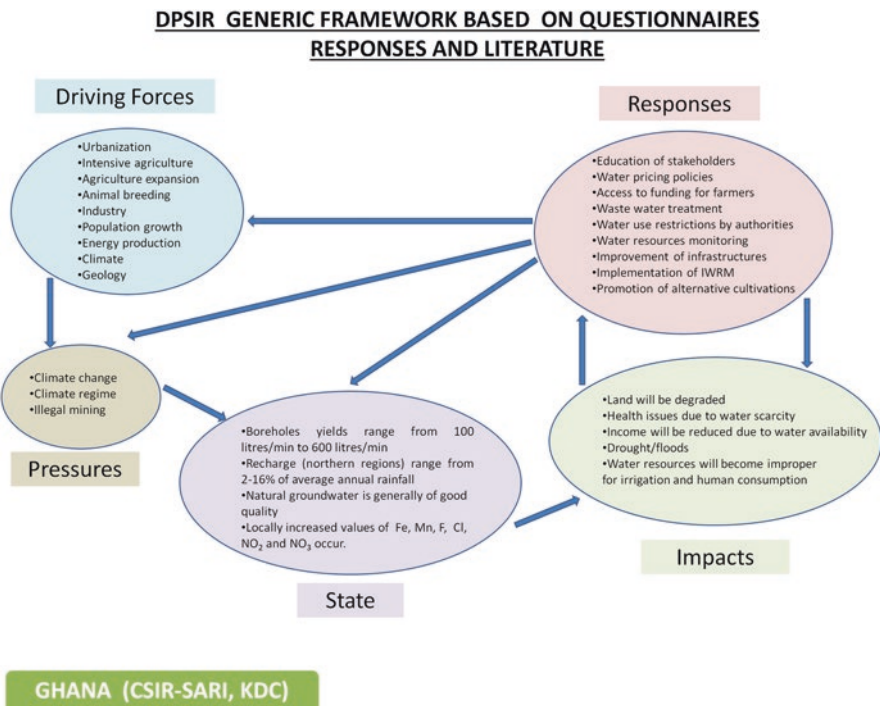 DPSIR GENERIC FRAMEWORK BASED ON QUESTIONNAIRES
RESPONSES AND LITERATURE
Driving Forces
•Urbanization
•Intensive agriculture
•Agriculture expansion
•Animal breeding
•Industry
•Population growth
•Energy production
•Climate
•Geology
Responses
•Education of stakeholders
•Water pricing policies
•Access to funding for farmers
•Waste water treatment
•Water use restrictions by authorities
•Water resources monitoring
•Improvement of infrastructures
•Implementation of IWRM
•Promotion of alternative cultivations
•Climate change
•Climate regime
•Illegal mining
Pressures
•Boreholes yields range from 100
litres/min to 600 litres/min
•Recharge (northern regions) range from
2-16% of average annual rainfall
•Natural groundwater is generally of good
quality
•Locally increased values of Fe, Mn, F, Cl,
NO₂ and NO₃ occur.
State
•Land will be degraded
•Health issues due to water scarcity
•Income will be reduced due to water availability
•Drought/floods
•Water resources will become improper
for irrigation and human consumption
Impacts
GHANA (CSIR-SARI, KDC)